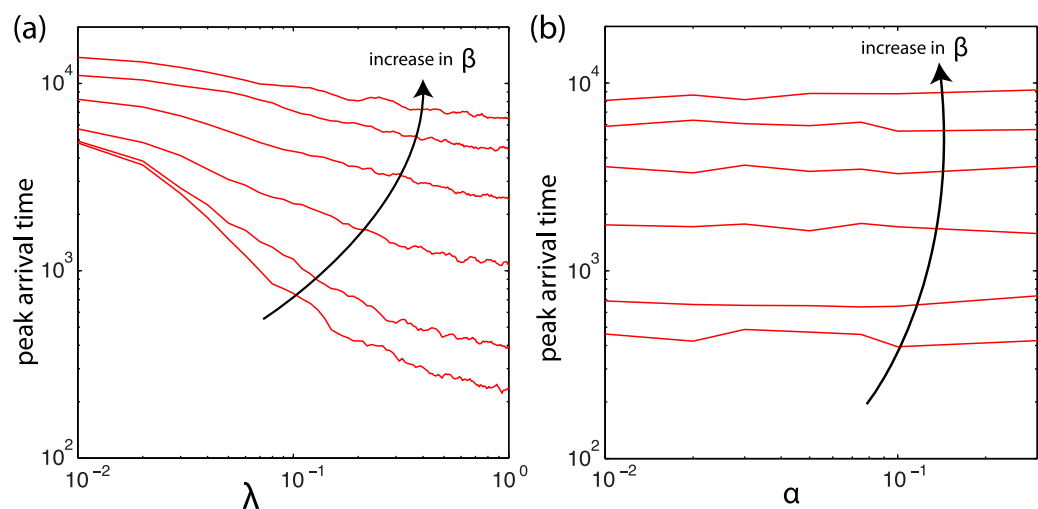 (a)
increase in β
10⁴
10³
10²
peak arrival time
10⁻² 10⁻¹ 10⁰
λ
(b)
increase in β
10⁴
10³
10²
peak arrival time
10⁻² 10⁻¹
α